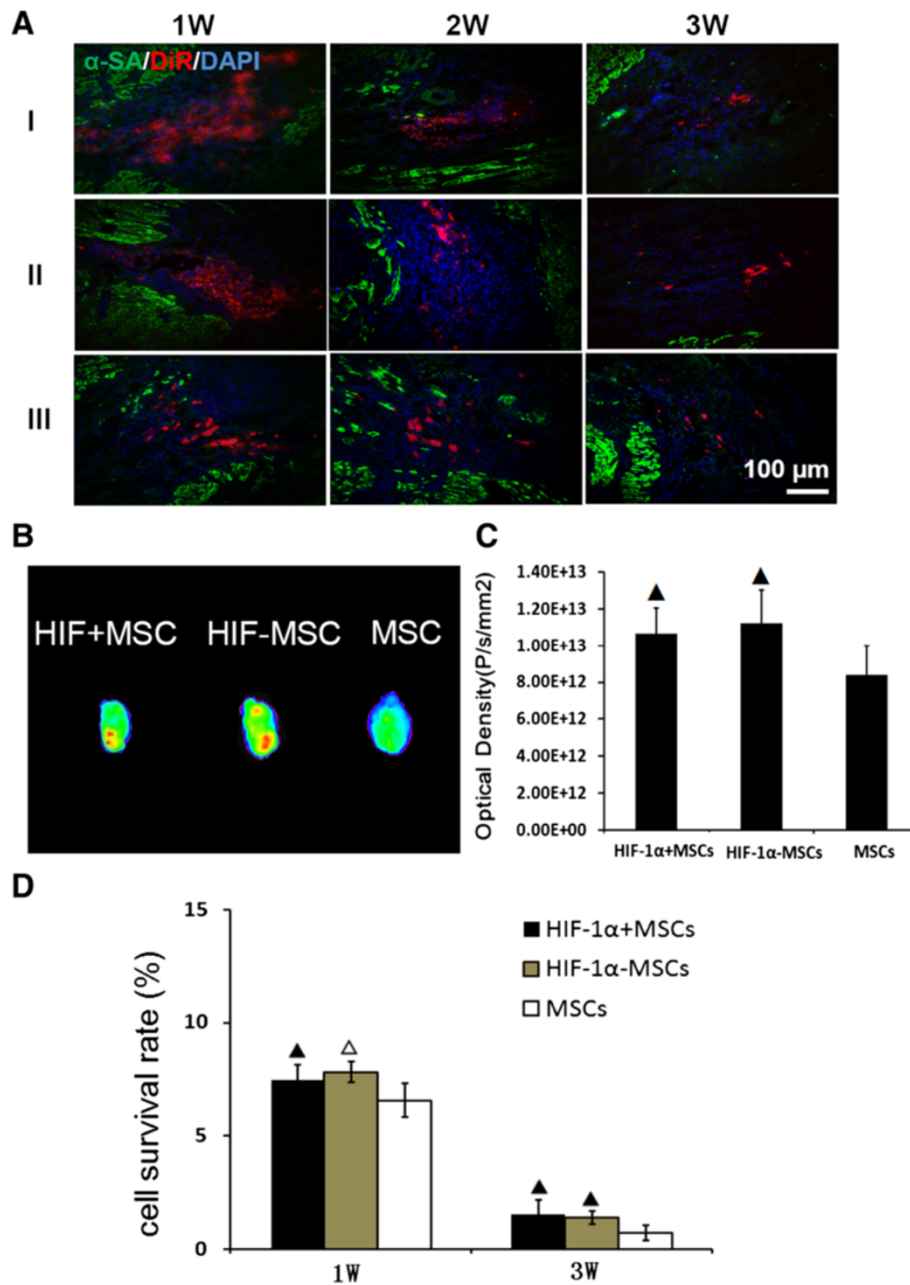 A
1W 2W 3W
α-SA/DiR/DAPI
I
II
III
100 µm
B
HIF+MSC HIF-MSC MSC
C
Optical Density(P/s/mm2)
1.40E+13
1.20E+13
1.00E+13
8.00E+12
6.00E+12
4.00E+12
2.00E+12
0.00E+00
HIF-1α+MSCs HIF-1α-MSCs MSCs
D
cell survival rate (%)
15
10
5
0
HIF-1α+MSCs
HIF-1α-MSCs
MSCs
1W 3W